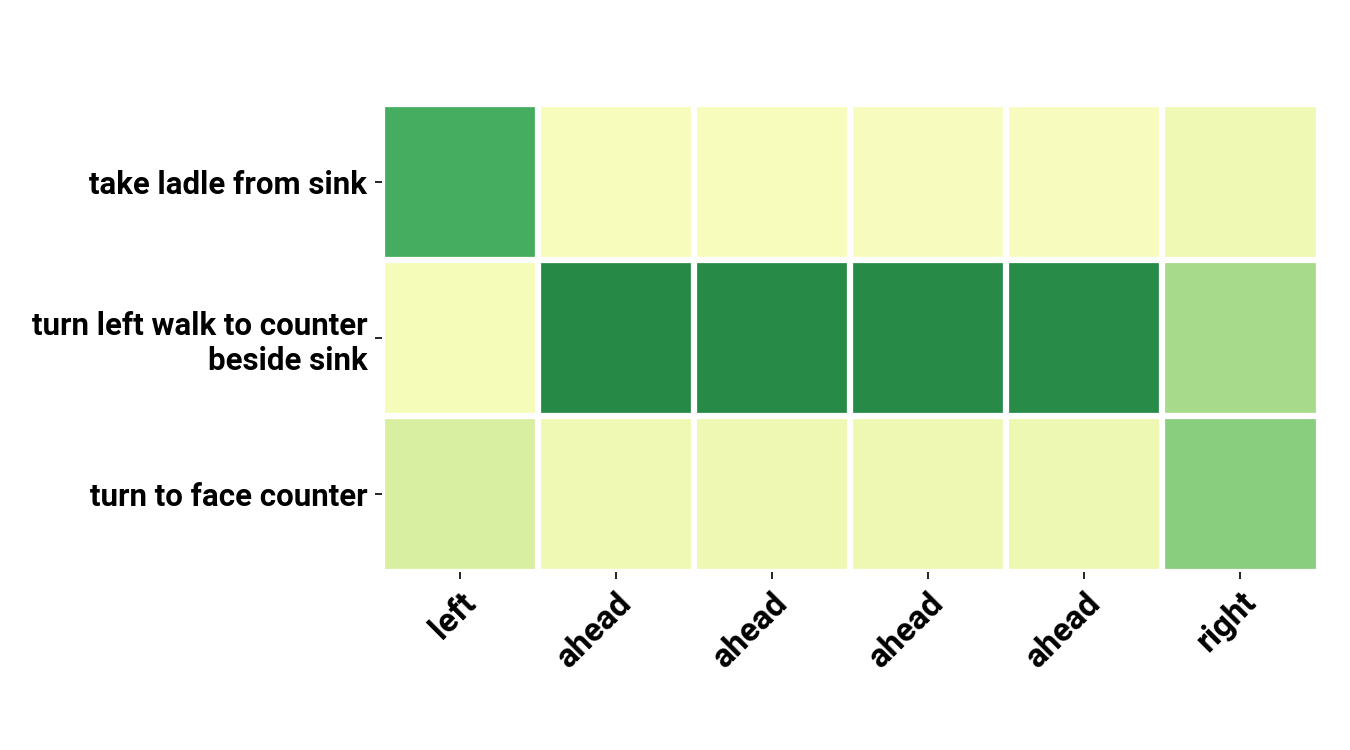 take ladle from sink
turn left walk to counter
beside sink
turn to face counter
left
ahead
ahead
ahead
ahead
right